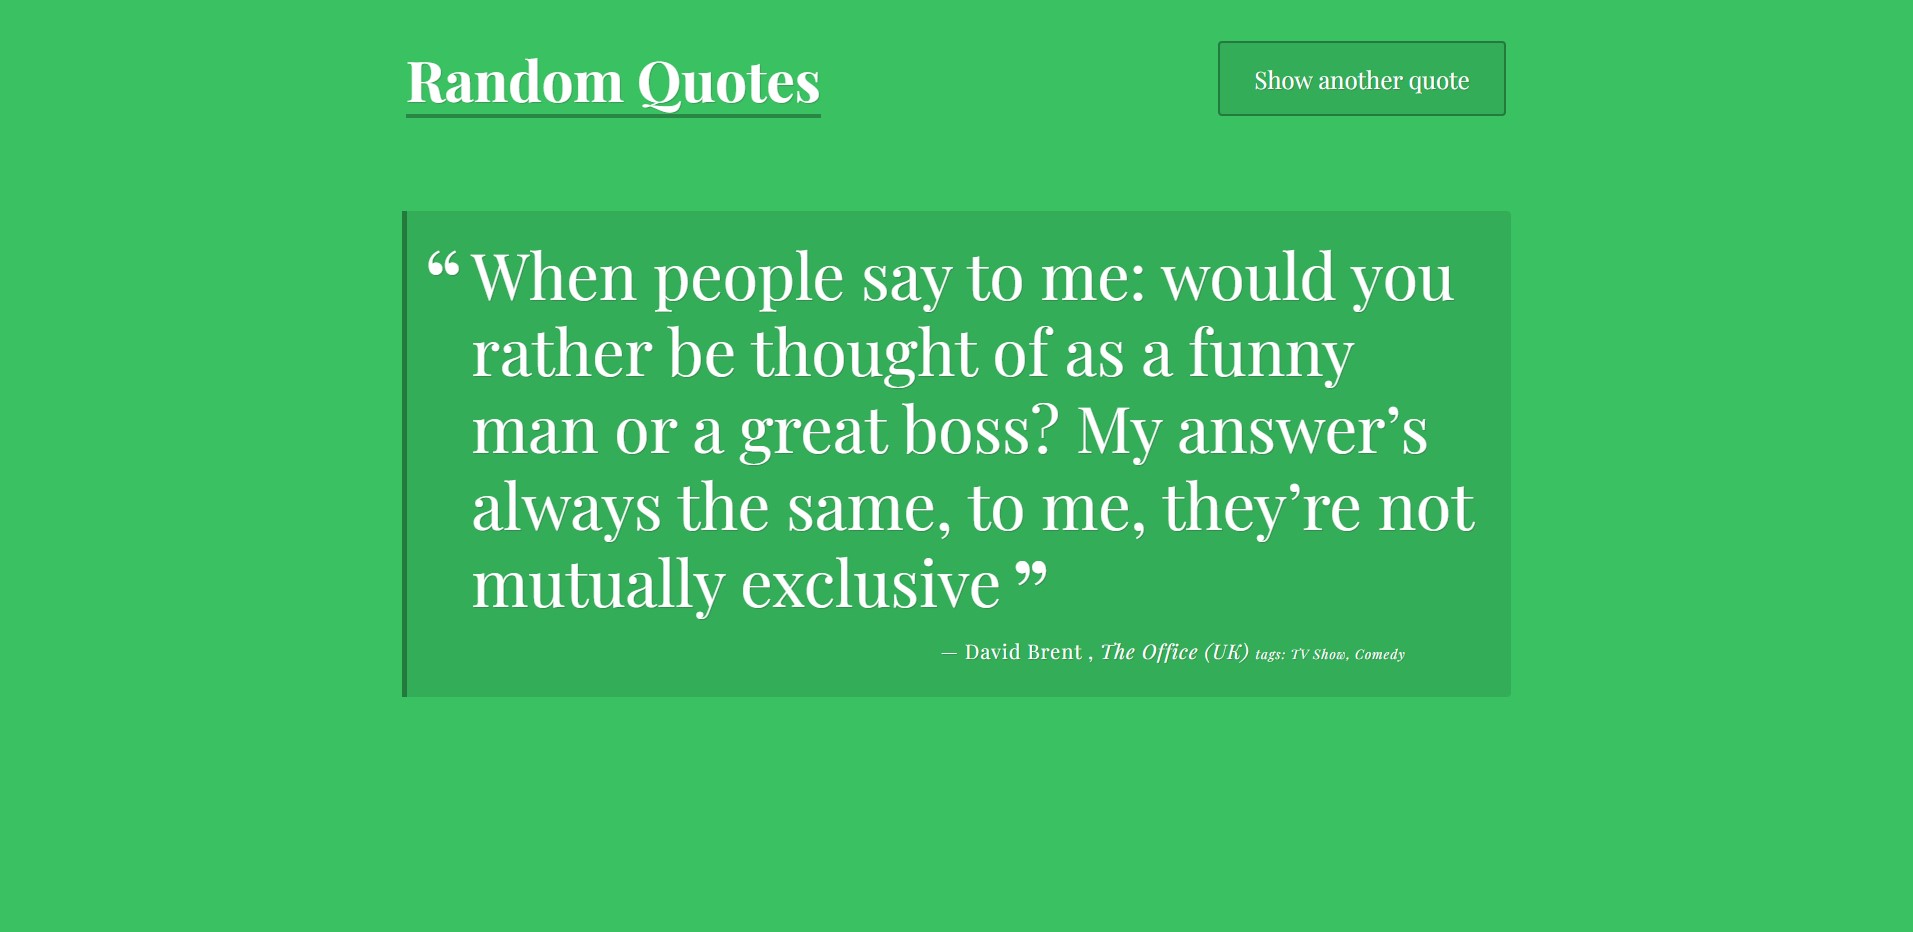 Random Quotes
Show another quote
“ When people say to me: would you
rather be thought of as a funny
man or a great boss? My answer’s
always the same, to me, they’re not
mutually exclusive ”
— David Brent , The Office (UK) tags: TV Show, Comedy